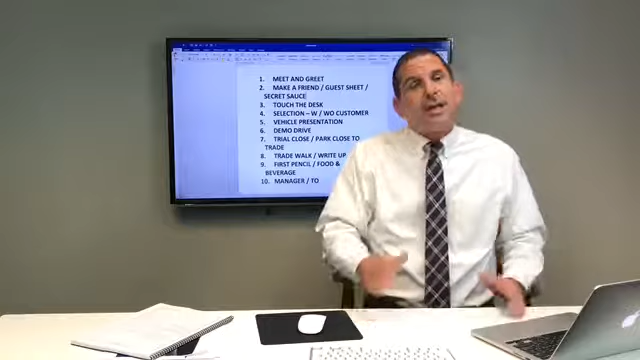 1. MEET AND GREET
2. MAKE A FRIEND / GUEST SHEET /
SECRET SAUCE
3. TOUCH THE DESK
4. SELECTION – W / WO CUSTOMER
5. VEHICLE PRESENTATION
6. DEMO DRIVE
7. TRIAL CLOSE / PARK CLOSE TO
TRADE
8. TRADE WALK / WRITE UP
9. FIRST PENCIL / FOOD &
BEVERAGE
10. MANAGER / TO